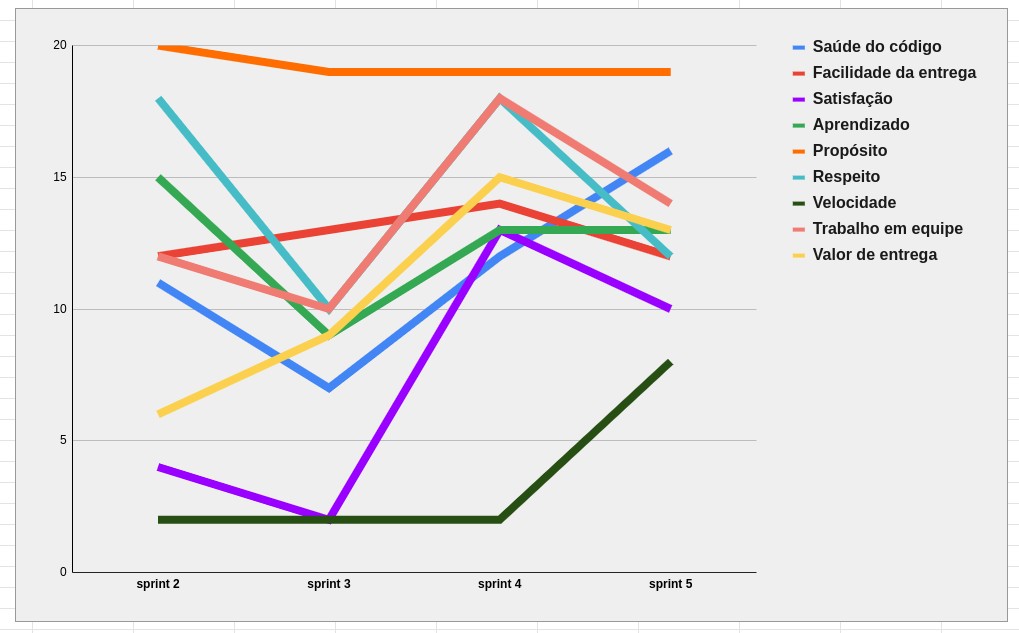 20
15
10
5
0
sprint 2
sprint 3
sprint 4
sprint 5
Saúde do código
Facilidade da entrega
Satisfação
Aprendizado
Propósito
Respeito
Velocidade
Trabalho em equipe
Valor de entrega